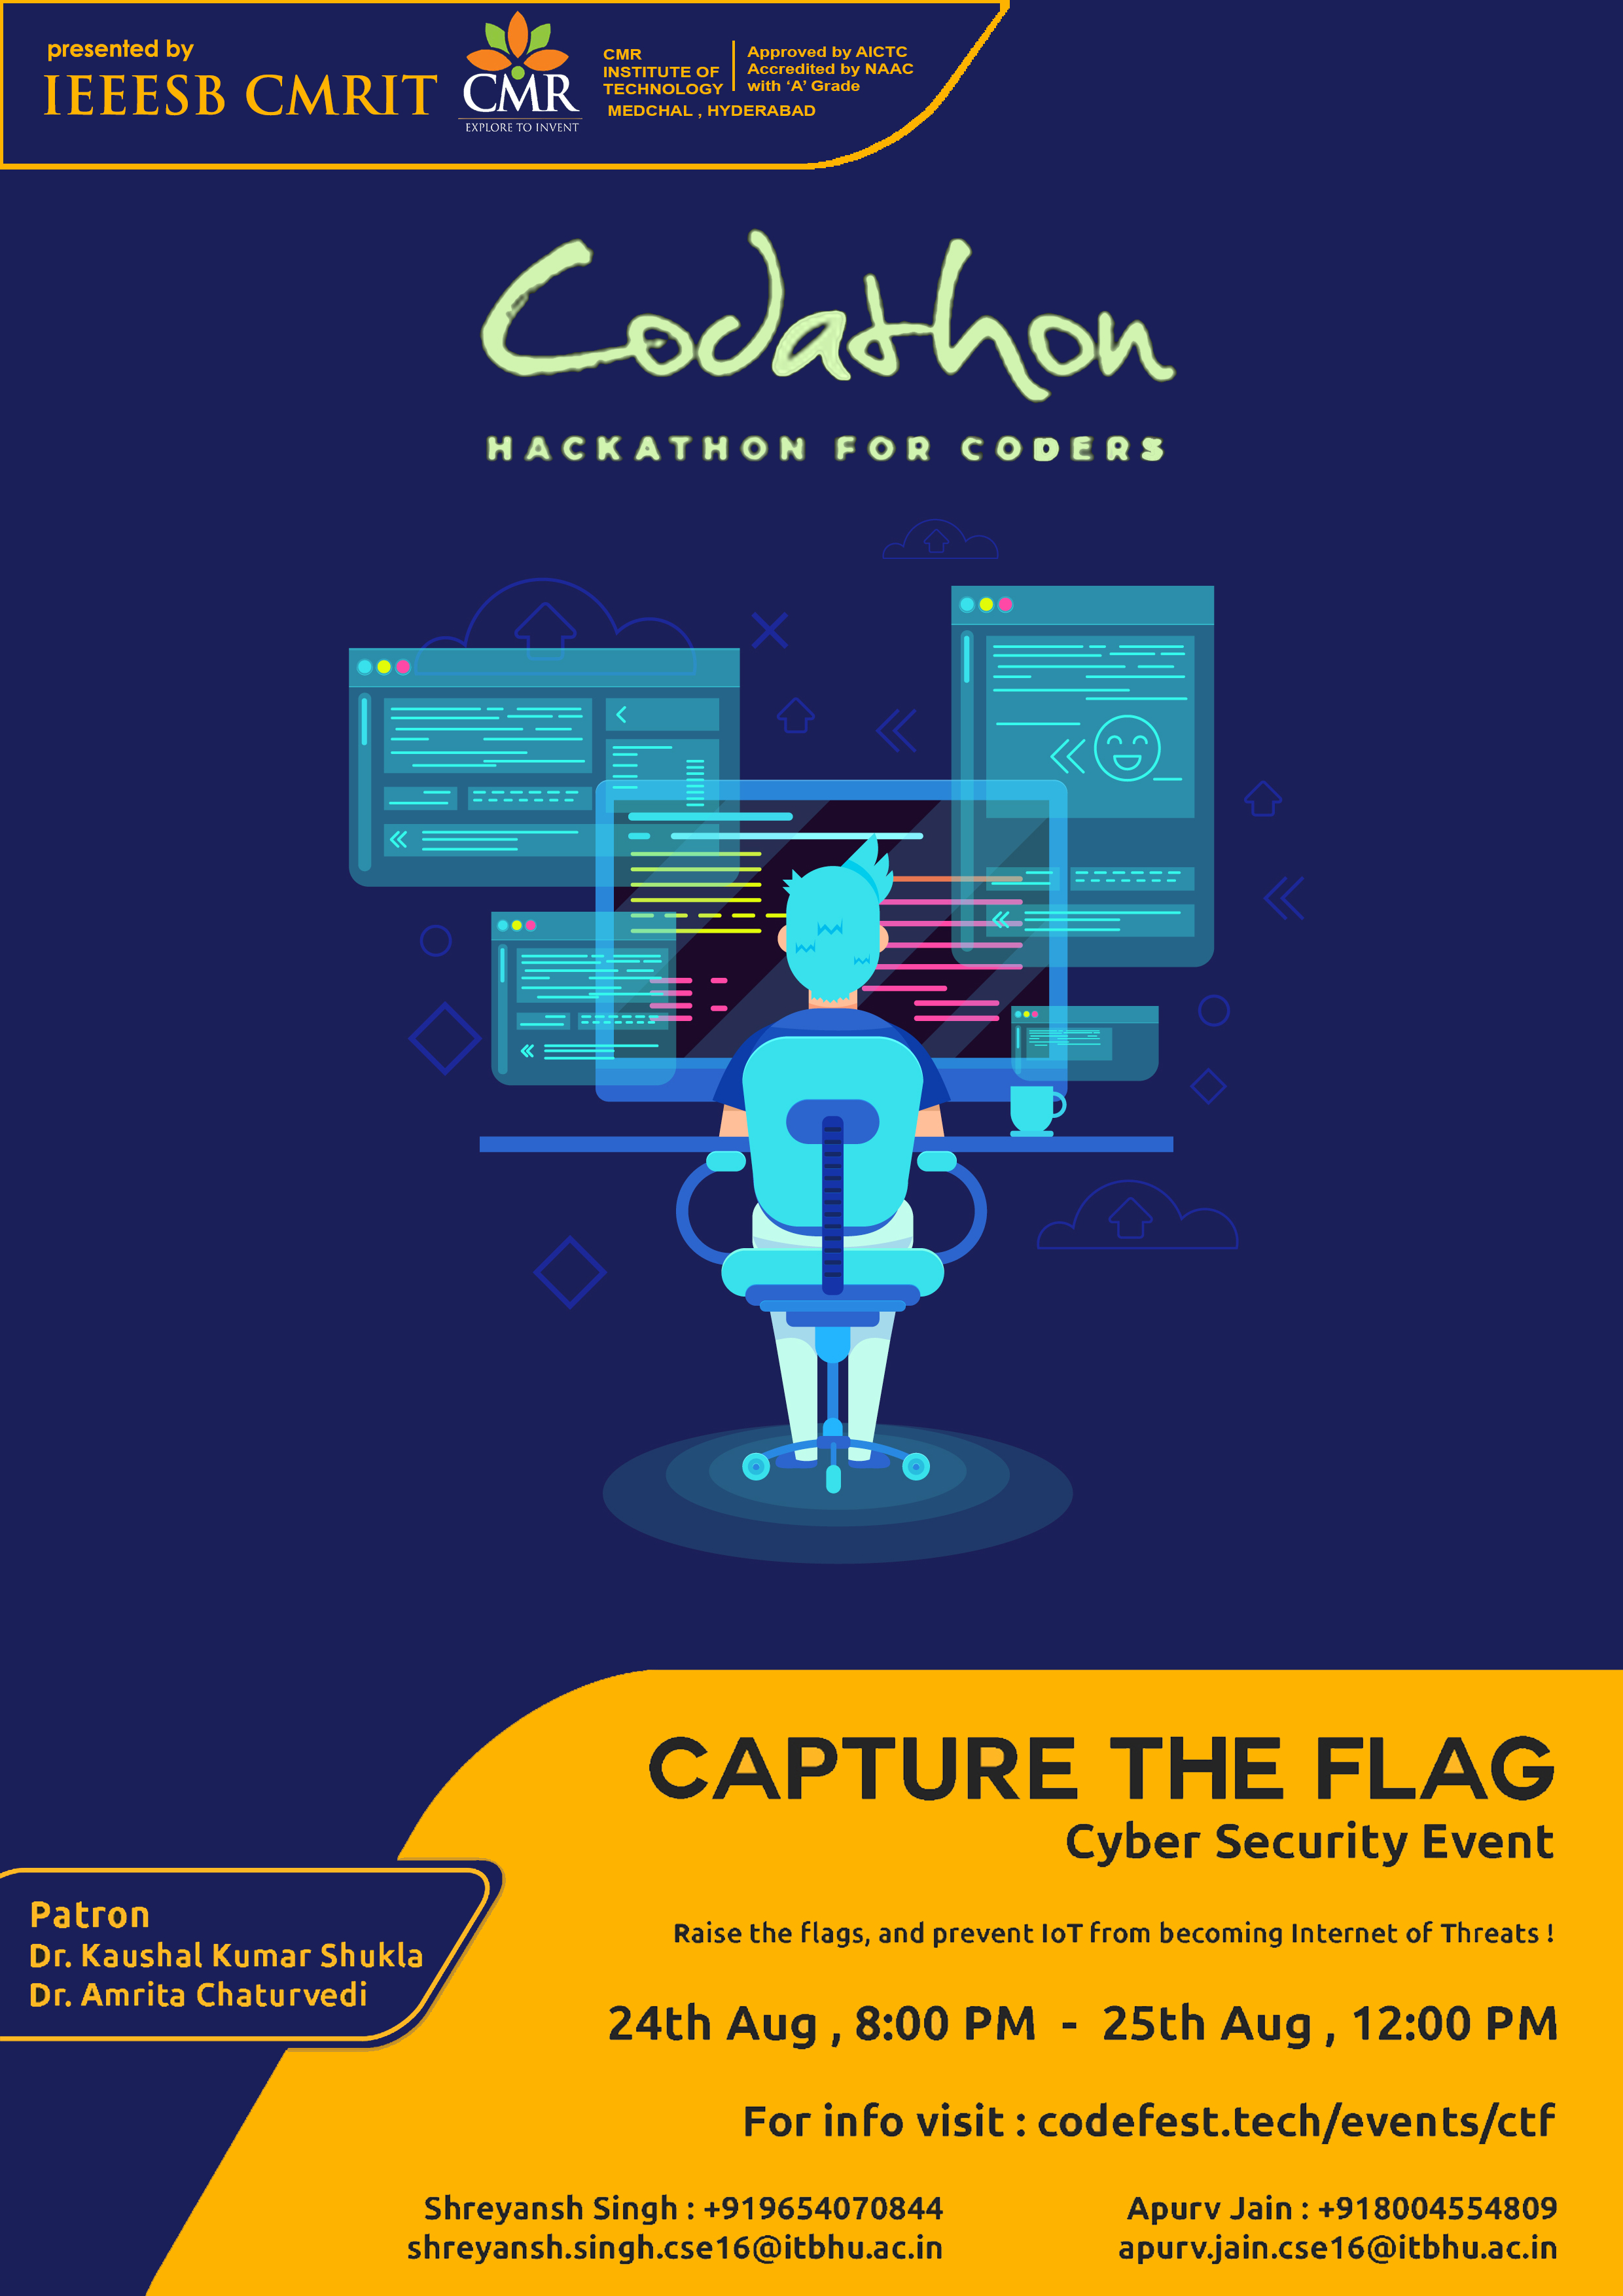 presented by
IEEESB CMRIT
CMR
EXPLORE TO INVENT
CMR
INSTITUTE OF
TECHNOLOGY
MEDCHAL , HYDERABAD
Approved by AICTC
Accredited by NAAC
with ‘A’ Grade
Codathon
HACKATHON FOR CODERS
CAPTURE THE FLAG
Cyber Security Event
Raise the flags, and prevent IoT from becoming Internet of Threats !
Patron
Dr. Kaushal Kumar Shukla
Dr. Amrita Chaturvedi
24th Aug , 8:00 PM - 25th Aug , 12:00 PM
For info visit : codefest.tech/events/ctf
Shreyansh Singh : +919654070844
shreyansh.singh.cse16@itbhu.ac.in
Apurv Jain : +918004554809
apurv.jain.cse16@itbhu.ac.in